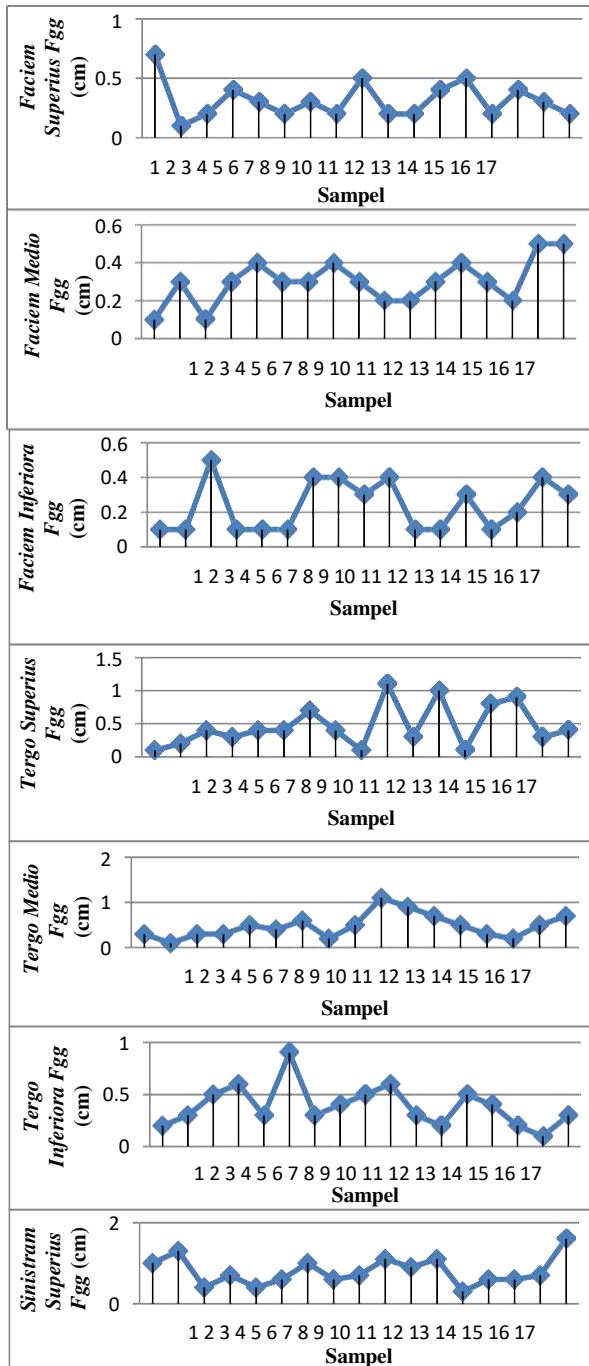 Faciem
Superius Fgg
(cm)
1
0.5
0
1 2 3 4 5 6 7 8 9 10 11 12 13 14 15 16 17
Sampel
Faciem Medio
Fgg
(cm)
0.6
0.4
0.2
0
1 2 3 4 5 6 7 8 9 10 11 12 13 14 15 16 17
Sampel
Faciem Inferiora
Fgg
(cm)
0.6
0.4
0.2
0
1 2 3 4 5 6 7 8 9 10 11 12 13 14 15 16 17
Sampel
Tergo Superius
Fgg
(cm)
1.5
1
0.5
0
1 2 3 4 5 6 7 8 9 10 11 12 13 14 15 16 17
Sampel
Tergo Medio
Fgg
(cm)
2
1
0
1 2 3 4 5 6 7 8 9 10 11 12 13 14 15 16 17
Sampel
Tergo
Inferiora Fgg
(cm)
1
0.5
0
1 2 3 4 5 6 7 8 9 10 11 12 13 14 15 16 17
Sampel
Sinistram
Superius
Fgg (cm)
2
0
1 2 3 4 5 6 7 8 9 10 11 12 13 14 15 16 17
Sampel